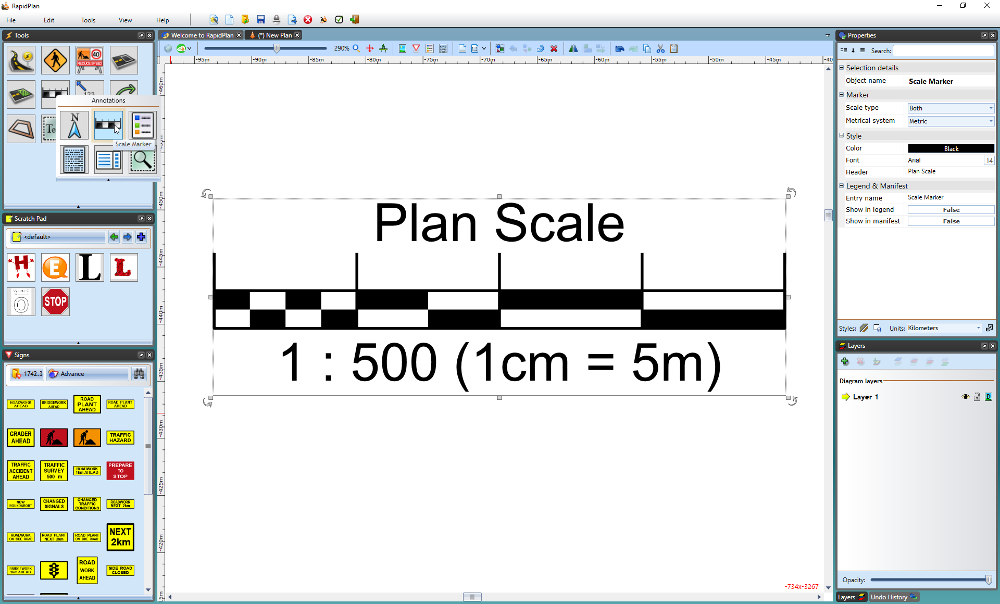 RapidPlan
File Edit Tools View Help
Tools
Welcome to RapidPlan
(*) New Plan
290%
-95m -90m -85m -80m -75m -70m -65m -60m -55m -50m -45m -40
-460m
-450m
-445m
-440m
-435m
-430m
-425m
-420m
REDUCE SPEED
40
123
Te
Annotations
N
Scale Marker
Scratch Pad
<default>
H E L L
My Letter O
O
STOP
Signs
1742.3 Advance
ROADWORK AHEAD
BRIDGEWORK AHEAD
ROAD PLANT AHEAD
ROAD PLANT AHEAD
GRADER AHEAD
TRAFFIC HAZARD
TRAFFIC ACCIDENT AHEAD
TRAFFIC SURVEY 500 m
ROADWORK 1km AHEAD
PREPARE TO STOP
NEW ROUNDABOUT
CHANGED SIGNALS
CHANGED TRAFFIC CONDITIONS
ROADWORK NEXT 2km
ROADWORK ON SIDE ROAD
ROAD PLANT NEXT 2km
ROAD PLANT ON SIDE ROAD
NEXT 2km
BRIDGEWORK 1km AHEAD
ROAD WORK AHEAD
SIDE ROAD CLOSED
Plan Scale
1 : 500 (1cm = 5m)
-734x-3267
Properties
Search:
Selection details
Object name Scale Marker
Marker
Scale type Both
Metrical system Metric
Style
Color Black
Font Arial 14
Header Plan Scale
Legend & Manifest
Entry name Scale Marker
Show in legend False
Show in manifest False
Styles: Units: Kilometers
Layers
Diagram layers
Layer 1
D
Opacity:
Layers Undo History